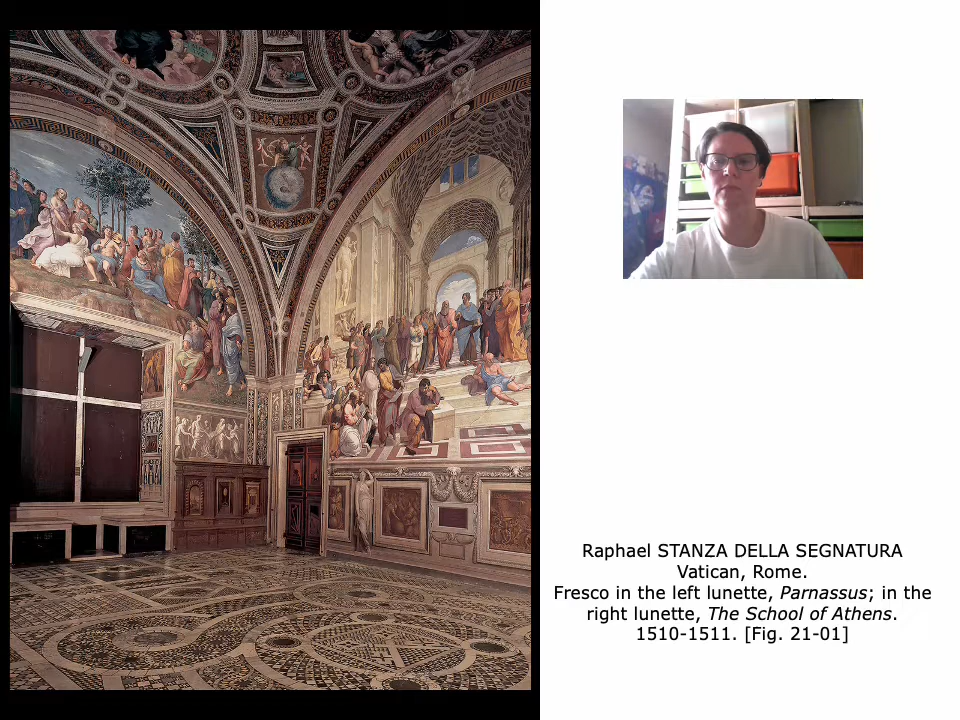 Raphael STANZA DELLA SEGNATURA
Vatican, Rome.
Fresco in the left lunette, Parnassus; in the
right lunette, The School of Athens.
1510-1511. [Fig. 21-01]